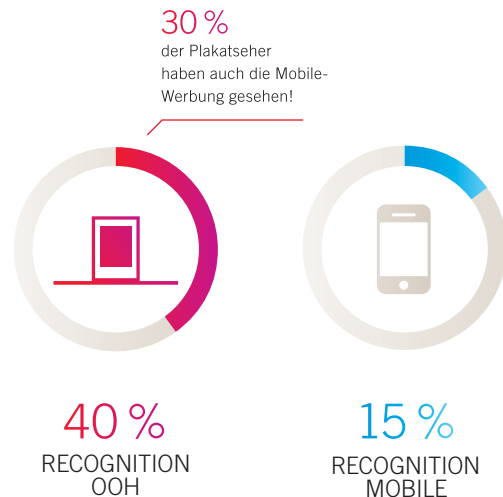 30 %
der Plakatseher
haben auch die Mobile-
Werbung gesehen!
40 %
RECOGNITION
OOH
15 %
RECOGNITION
MOBILE